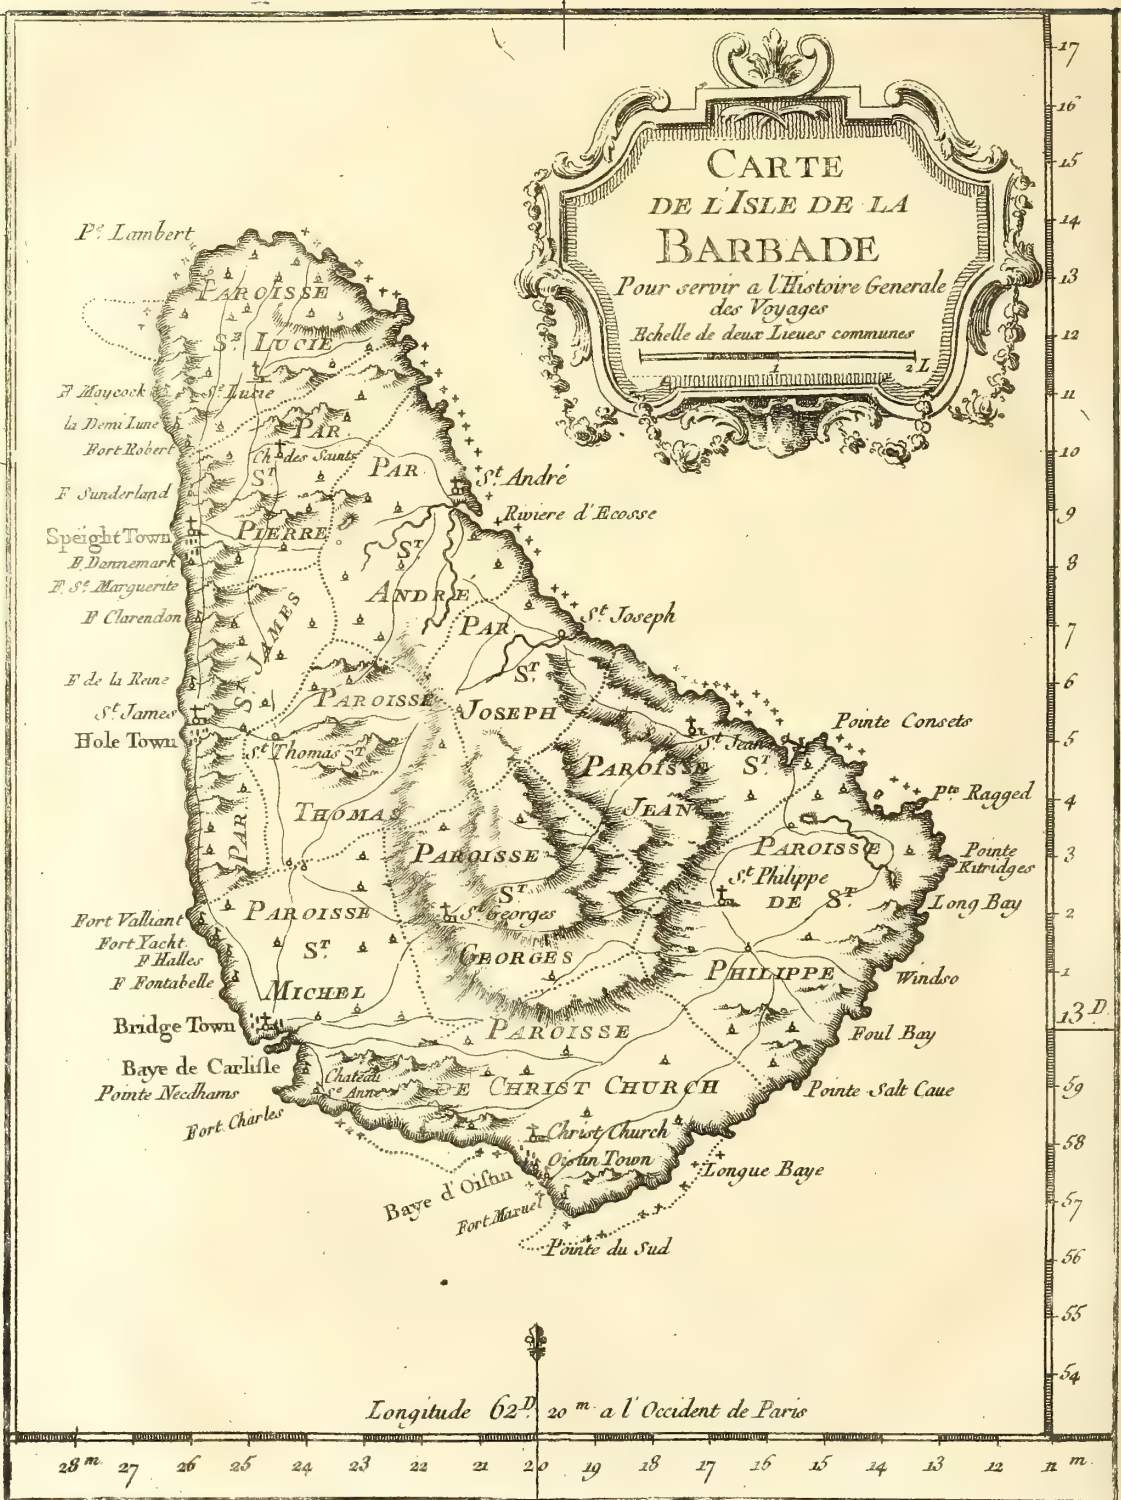 CARTE
DE L'ISLE DE LA
BARBADE
Pour servir a l'Histoire Generale
des Voyages
Echelle de deux Lieues communes
1 2 L
Pte. Lambert
PAROISSE
Ste. LUCIE
F Maycock
Ste. Lucie
la Demi Lune
Fort Robert
PAR.
Ch. des Saints
ST.
PIERRE
F Sunderland
Speight Town
F. Dannemark
F. Ste. Marguerite
F Clarendon
F de la Reine
St. James
Hole Town
PAR.
ST.
ANDRÉ
St. André
Riviere d'Ecosse
PAR.
ST.
JOSEPH
St. Joseph
PAR. St. JAMES
PAROISSE
St. Thomas ST.
THOMAS
PAROISSE
ST.
JEAN
St. Jean
Pointe Consets
Pte. Ragged
Pointe
Kitridges
Long Bay
PAROISSE
St. Philippe
DE ST.
PHILIPPE
Windso
Foul Bay
Pointe Salt Caue
PAROISSE
ST.
St. Georges
GEORGES
PAROISSE
ST.
MICHEL
Fort Valliant
Fort Yacht
F Halles
F Fontabelle
Bridge Town
Baye de Carlisle
Pointe Necdhams
Fort Charles
Chateau
Ste. Anne
PAROISSE
DE CHRIST CHURCH
Christ Church
Oistin Town
Longue Baye
Baye d'Oistin
Fort Maxuel
Pointe du Sud
Longitude 62D. 20m. a l'Occident de Paris
28m. 27 26 25 24 23 22 21 20 19 18 17 16 15 14 13 12 11 m.
17
16
15
14
13
12
11
10
9
8
7
6
5
4
3
2
1
13 D.
59
58
57
56
55
54